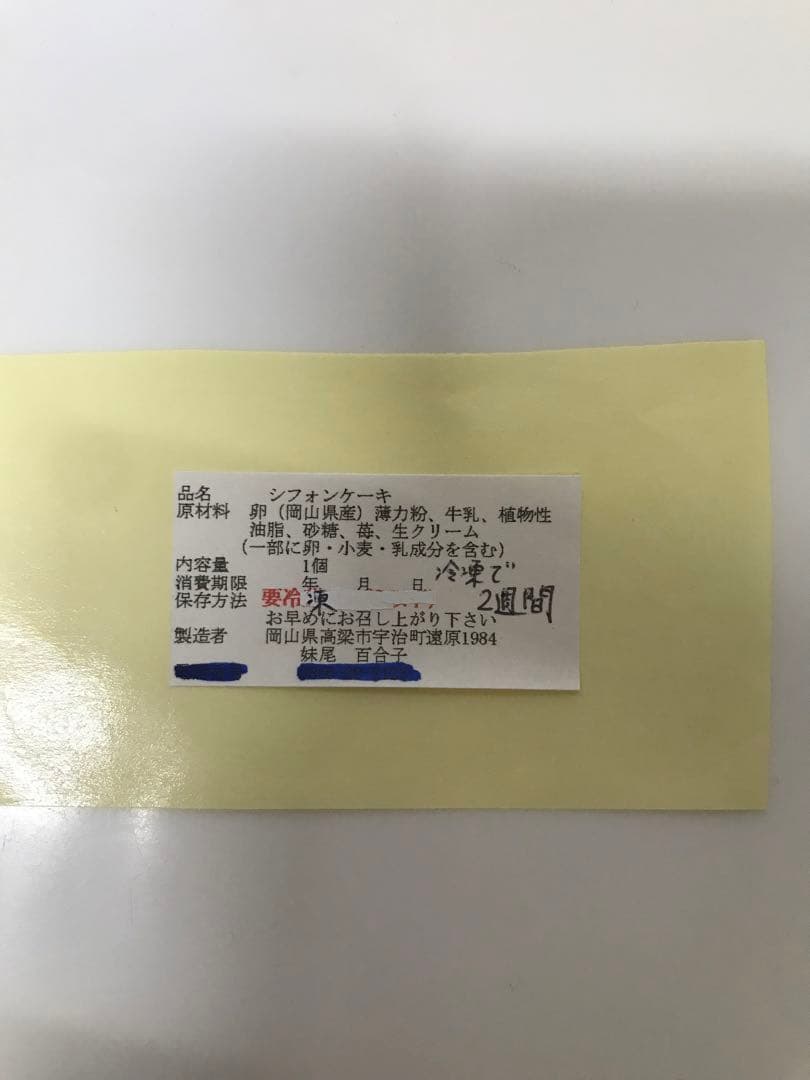 品名 シフォンケーキ
原材料 卵（岡山県産）薄力粉、牛乳、植物性
油脂、砂糖、苺、生クリーム
（一部に卵・小麦・乳成分を含む）
内容量 1個
消費期限 年 月 日 冷凍で
保存方法 要冷凍 2週間
お早めにお召し上がり下さい
製造者 岡山県高梁市宇治町遠原1984
妹尾 百合子